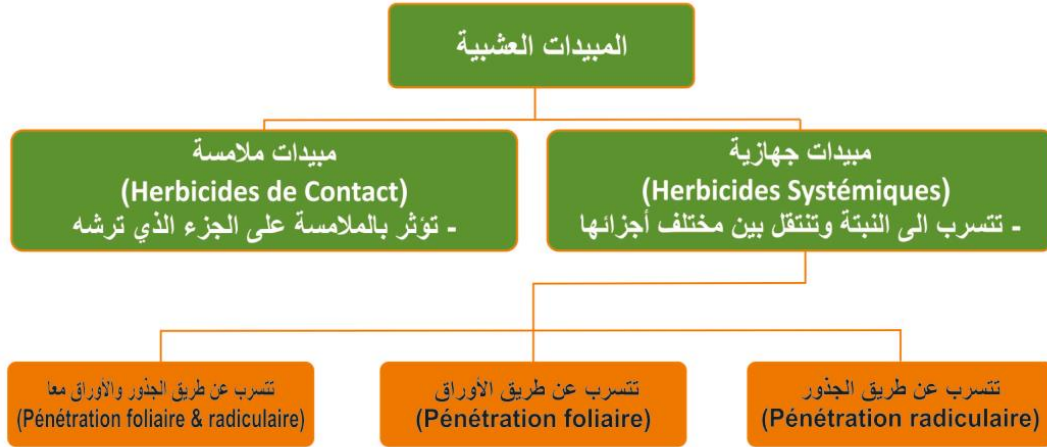 المبيدات العشبية
مبيدات جهازية
(Herbicides Systémiques)
- تتسرب الى النبتة وتنتقل بين مختلف أجزائها
مبيدات ملامسة
(Herbicides de Contact)
- تؤثر بالملامسة على الجزء الذي ترشه
تتسرب عن طريق الجذور
(Pénétration radiculaire)
تتسرب عن طريق الأوراق
(Pénétration foliaire)
تتسرب عن طريق الجذور والأوراق معا
(Pénétration foliaire & radiculaire)